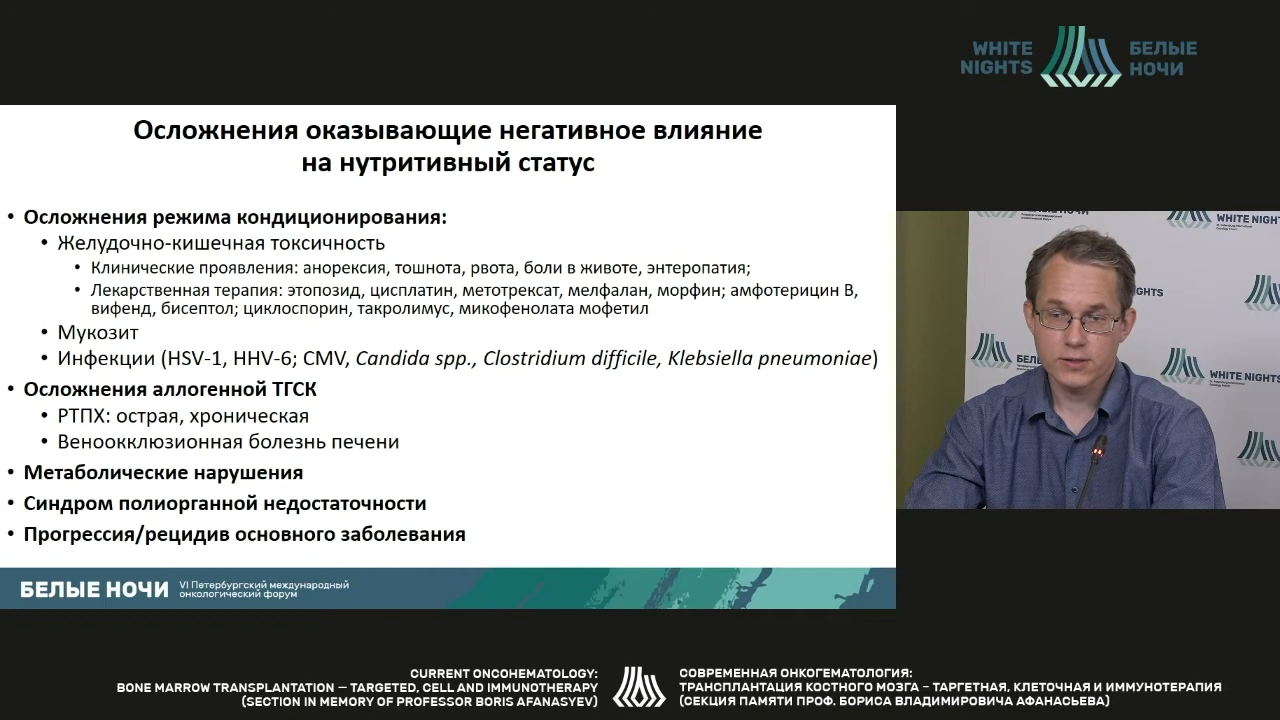 WHITE
NIGHTS
БЕЛЫЕ
НОЧИ
Осложнения оказывающие негативное влияние
на нутритивный статус
• Осложнения режима кондиционирования:
• Желудочно-кишечная токсичность
• Клинические проявления: анорексия, тошнота, рвота, боли в животе, энтеропатия;
• Лекарственная терапия: этопозид, цисплатин, метотрексат, мелфалан, морфин; амфотерицин В,
вифенд, бисептол; циклоспорин, такролимус, микофенолата мофетил
• Мукозит
• Инфекции (HSV-1, HHV-6; CMV, Candida spp., Clostridium difficile, Klebsiella pneumoniae)
• Осложнения аллогенной ТГСК
• РТПХ: острая, хроническая
• Веноокклюзионная болезнь печени
• Метаболические нарушения
• Синдром полиорганной недостаточности
• Прогрессия/рецидив основного заболевания
БЕЛЫЕ НОЧИ
VI Петербургский международный
онкологический форум
WHITE NIGHTS
CURRENT ONCOHEMATOLOGY:
BONE MARROW TRANSPLANTATION – TARGETED, CELL AND IMMUNOTHERAPY
(SECTION IN MEMORY OF PROFESSOR BORIS AFANASYEV)
СОВРЕМЕННАЯ ОНКОГЕМАТОЛОГИЯ:
ТРАНСПЛАНТАЦИЯ КОСТНОГО МОЗГА – ТАРГЕТНАЯ, КЛЕТОЧНАЯ И ИММУНОТЕРАПИЯ
(СЕКЦИЯ ПАМЯТИ ПРОФ. БОРИСА ВЛАДИМИРОВИЧА АФАНАСЬЕВА)